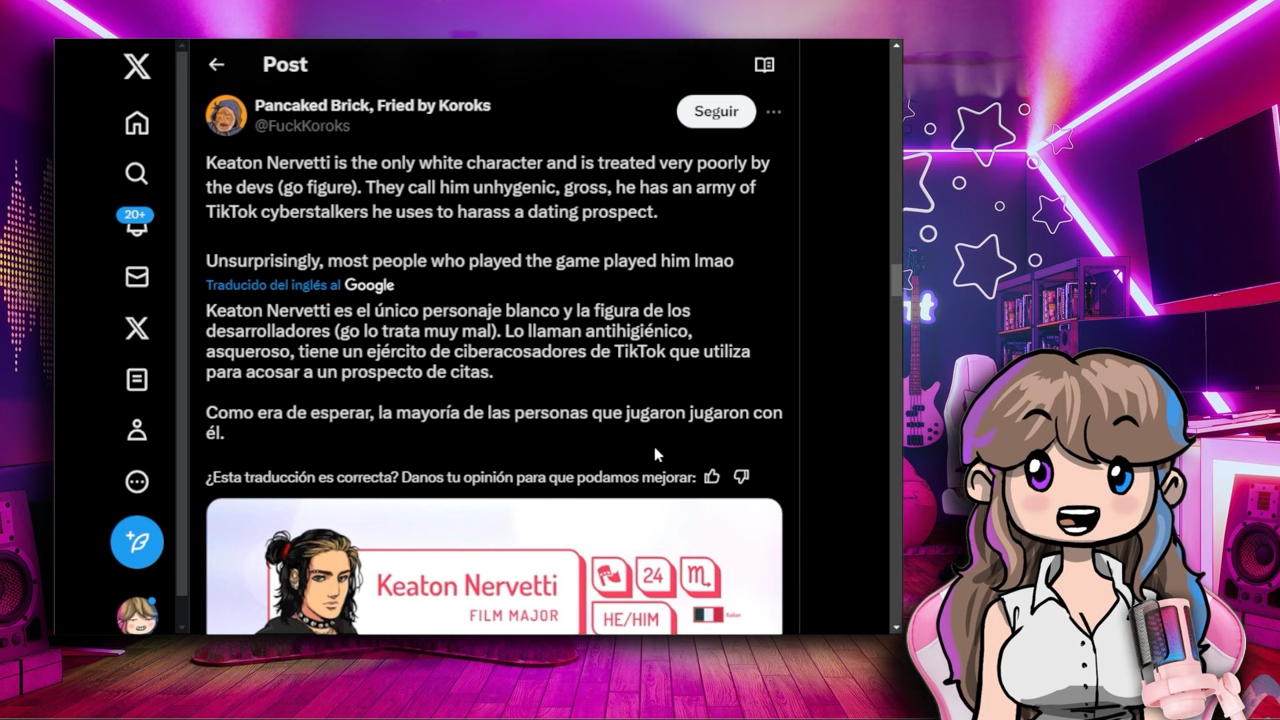 Post
Pancaked Brick, Fried by Koroks
@FuckKoroks
Seguir
Keaton Nervetti is the only white character and is treated very poorly by
the devs (go figure). They call him unhygenic, gross, he has an army of
TikTok cyberstalkers he uses to harass a dating prospect.
Unsurprisingly, most people who played the game played him lmao
Traducido del inglés al Google
Keaton Nervetti es el único personaje blanco y la figura de los
desarrolladores (go lo trata muy mal). Lo llaman antihigiénico,
asqueroso, tiene un ejército de ciberacosadores de TikTok que utiliza
para acosar a un prospecto de citas.
Como era de esperar, la mayoría de las personas que jugaron jugaron con
él.
¿Esta traducción es correcta? Danos tu opinión para que podamos mejorar:
20+
Keaton Nervetti
FILM MAJOR
24
HE/HIM
Italian